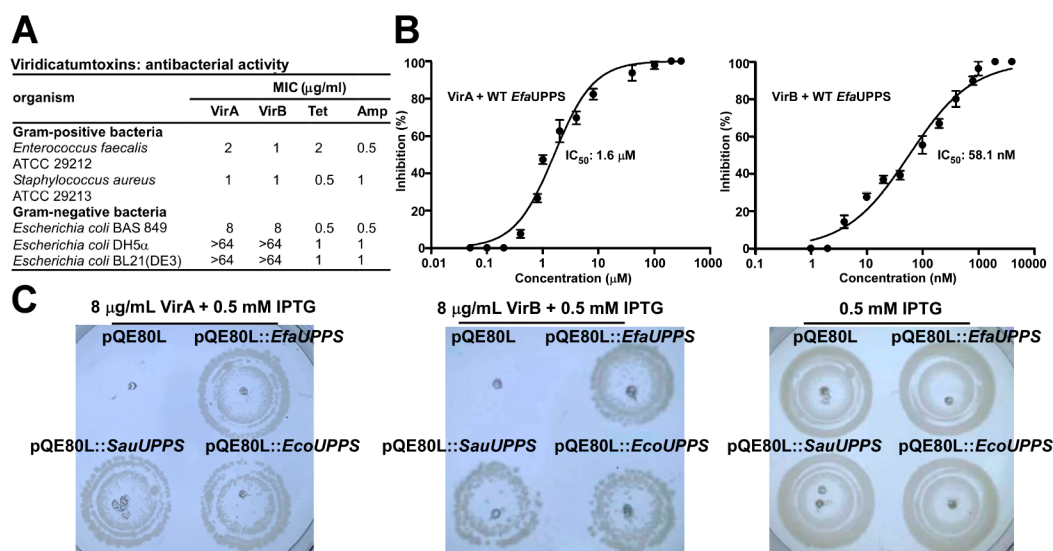 A
Viridicatumtoxins: antibacterial activity
organism MIC (μg/ml)
VirA VirB Tet Amp
Gram-positive bacteria
Enterococcus faecalis 2 1 2 0.5
ATCC 29212
Staphylococcus aureus 1 1 0.5 1
ATCC 29213
Gram-negative bacteria
Escherichia coli BAS 849 8 8 0.5 0.5
Escherichia coli DH5α >64 >64 1 1
Escherichia coli BL21(DE3) >64 >64 1 1
B
Inhibition (%)
100
80
60
40
20
0
VirA + WT EfaUPPS
IC50: 1.6 μM
0.01 0.1 1 10 100 1000
Concentration (μM)
Inhibition (%)
100
80
60
40
20
0
VirB + WT EfaUPPS
IC50: 58.1 nM
0.1 1 10 100 1000 10000
Concentration (nM)
C
8 μg/mL VirA + 0.5 mM IPTG
pQE80L pQE80L::EfaUPPS
pQE80L::SauUPPS pQE80L::EcoUPPS
8 μg/mL VirB + 0.5 mM IPTG
pQE80L pQE80L::EfaUPPS
pQE80L::SauUPPS pQE80L::EcoUPPS
0.5 mM IPTG
pQE80L pQE80L::EfaUPPS
pQE80L::SauUPPS pQE80L::EcoUPPS